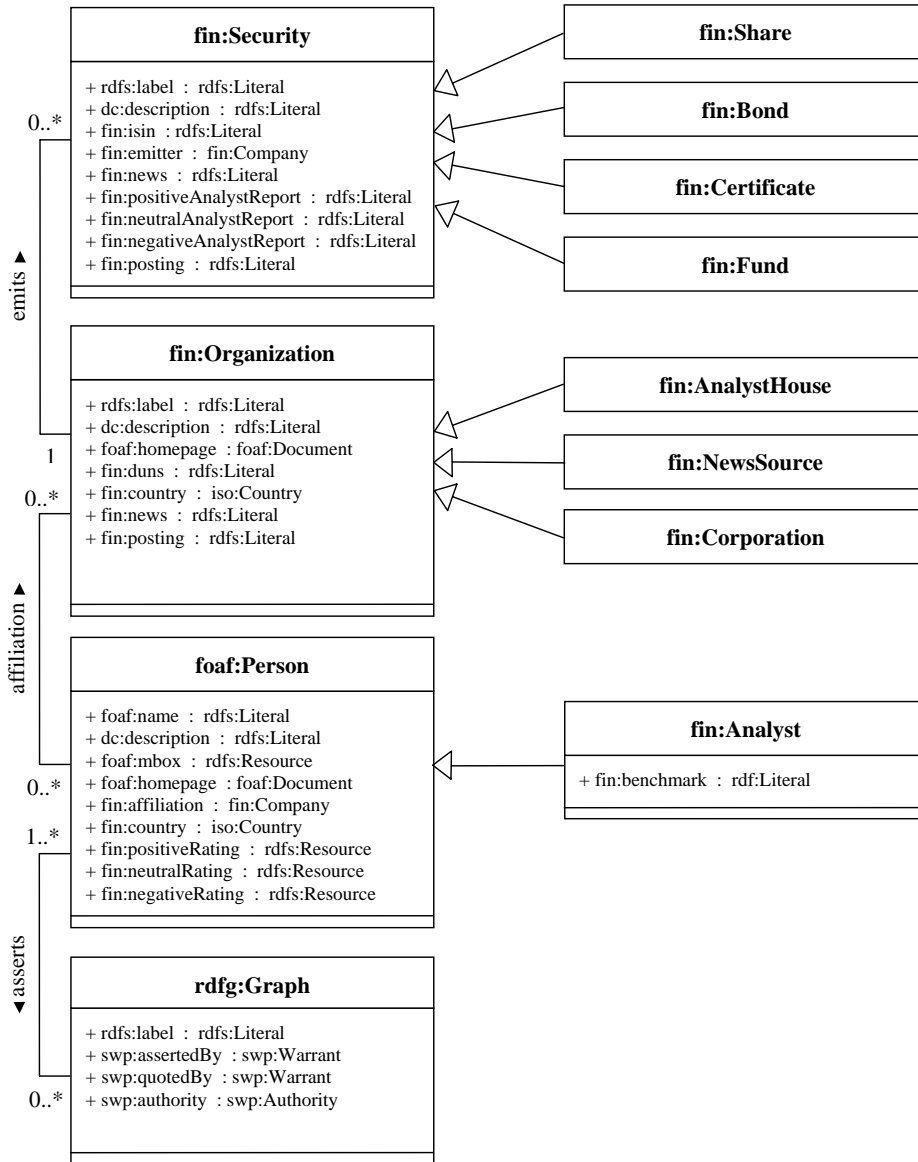 fin:Security
+ rdfs:label : rdfs:Literal
+ dc:description : rdfs:Literal
+ fin:isin : rdfs:Literal
+ fin:emitter : fin:Company
+ fin:news : rdfs:Literal
+ fin:positiveAnalystReport : rdfs:Literal
+ fin:neutralAnalystReport : rdfs:Literal
+ fin:negativeAnalystReport : rdfs:Literal
+ fin:posting : rdfs:Literal
fin:Share
fin:Bond
fin:Certificate
fin:Fund
0..*
emits ▶
1
fin:Organization
+ rdfs:label : rdfs:Literal
+ dc:description : rdfs:Literal
+ foaf:homepage : foaf:Document
+ fin:duns : rdfs:Literal
+ fin:country : iso:Country
+ fin:news : rdfs:Literal
+ fin:posting : rdfs:Literal
fin:AnalystHouse
fin:NewsSource
fin:Corporation
0..*
affiliation ▶
0..*
foaf:Person
+ foaf:name : rdfs:Literal
+ dc:description : rdfs:Literal
+ foaf:mbox : rdfs:Resource
+ foaf:homepage : foaf:Document
+ fin:affiliation : fin:Company
+ fin:country : iso:Country
+ fin:positiveRating : rdfs:Resource
+ fin:neutralRating : rdfs:Resource
+ fin:negativeRating : rdfs:Resource
fin:Analyst
+ fin:benchmark : rdf:Literal
1..*
◀ asserts
0..*
rdfg:Graph
+ rdfs:label : rdfs:Literal
+ swp:assertedBy : swp:Warrant
+ swp:quotedBy : swp:Warrant
+ swp:authority : swp:Authority